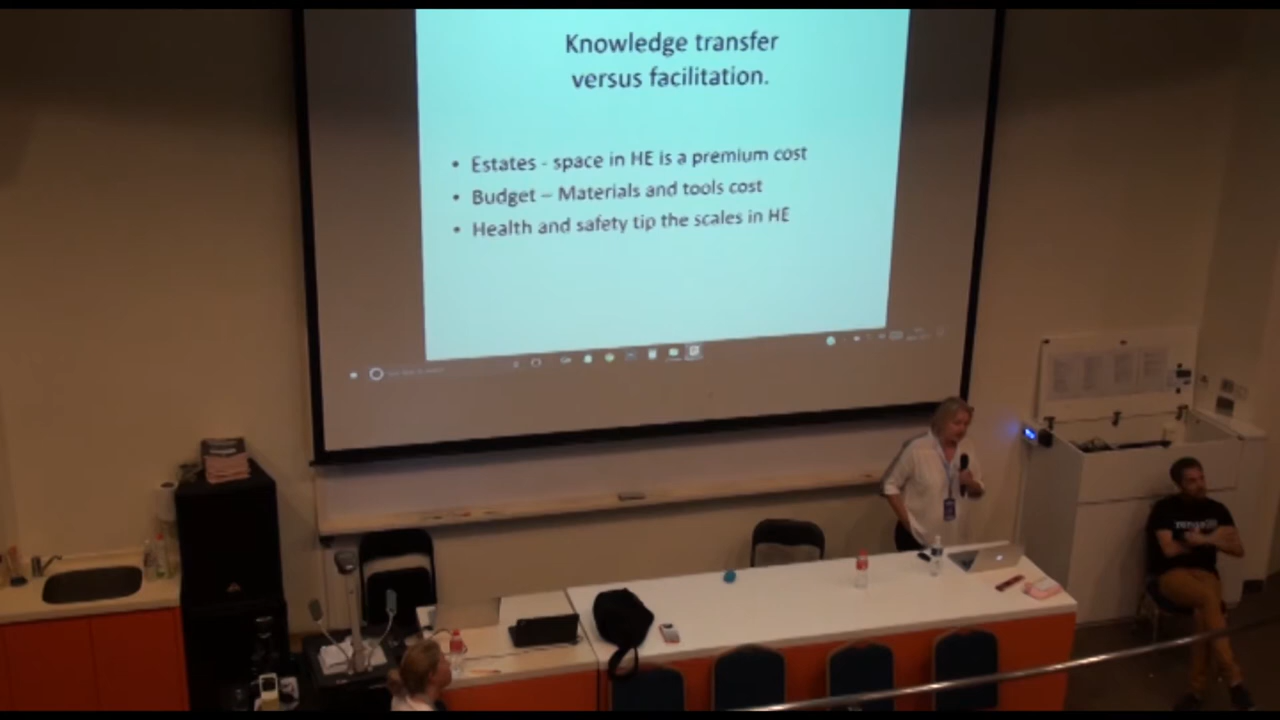 Knowledge transfer
versus facilitation.
• Estates - space in HE is a premium cost
• Budget – Materials and tools cost
• Health and safety tip the scales in HE